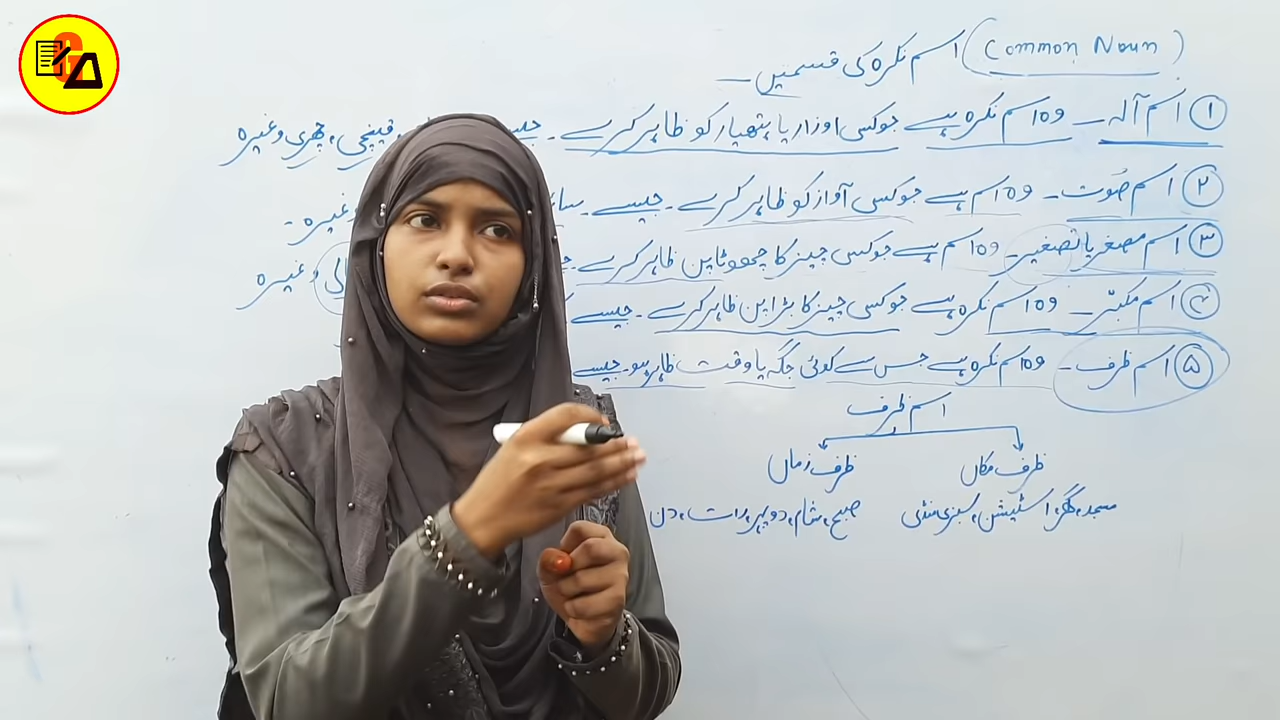 اسم نکرہ کی قسمیں ۔ (Common Noun)
① اسم آلہ ۔ وہ اسم نکرہ ہے جو کسی اوزار یا ہتھیار کو ظاہر کرے ۔ جیسے قینچی، چھری وغیرہ
② اسم صُوت ۔ وہ اسم ہے جو کسی آواز کو ظاہر کرے ۔ جیسے ۔ وغیرہ ۔
③ اسم مصغر یا تصغیر ۔ وہ اسم ہے جو کسی چیز کا چھوٹا پن ظاہر کرے ۔ وغیرہ
④ اسم مکبّر ۔ وہ اسم نکرہ ہے جو کسی چیز کا بڑا پن ظاہر کرے ۔ جیسے
⑤ اسم ظرف ۔ وہ اسم نکرہ ہے جس سے کوئی جگہ یا وقت ظاہر ہو ۔ جیسے
اسم ظرف
ظرف مکاں ظرف زماں
مسجد، گھر، اسٹیشن، سبزی منڈی صبح، شام، دوپہر، رات، دن